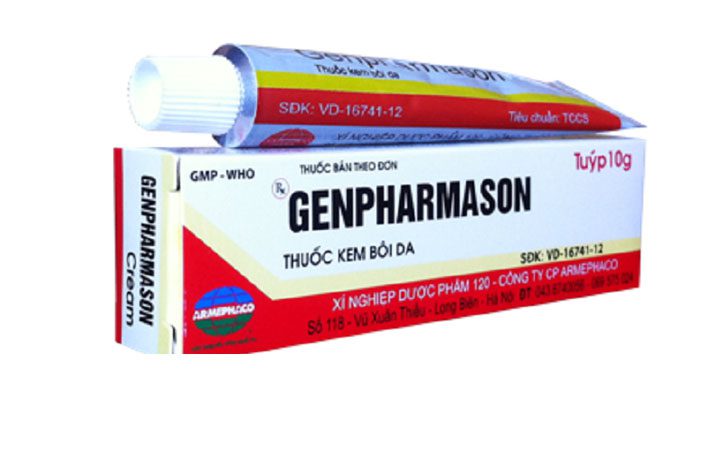 Genpharmason
Thuốc kem bôi da
SĐK: VD-16741-12
Tiêu chuẩn: TCCS
GMP - WHO
THUỐC BÁN THEO ĐƠN
Tuýp 10g
Rx
GENPHARMASON
THUỐC KEM BÔI DA
SĐK: VD-16741-12
XÍ NGHIỆP DƯỢC PHẨM 120 - CÔNG TY CP ARMEPHACO
Số 118 - Vũ Xuân Thiều - Long Biên - Hà Nội ĐT
ARMEPHACO
GENPHARMASON
Cream